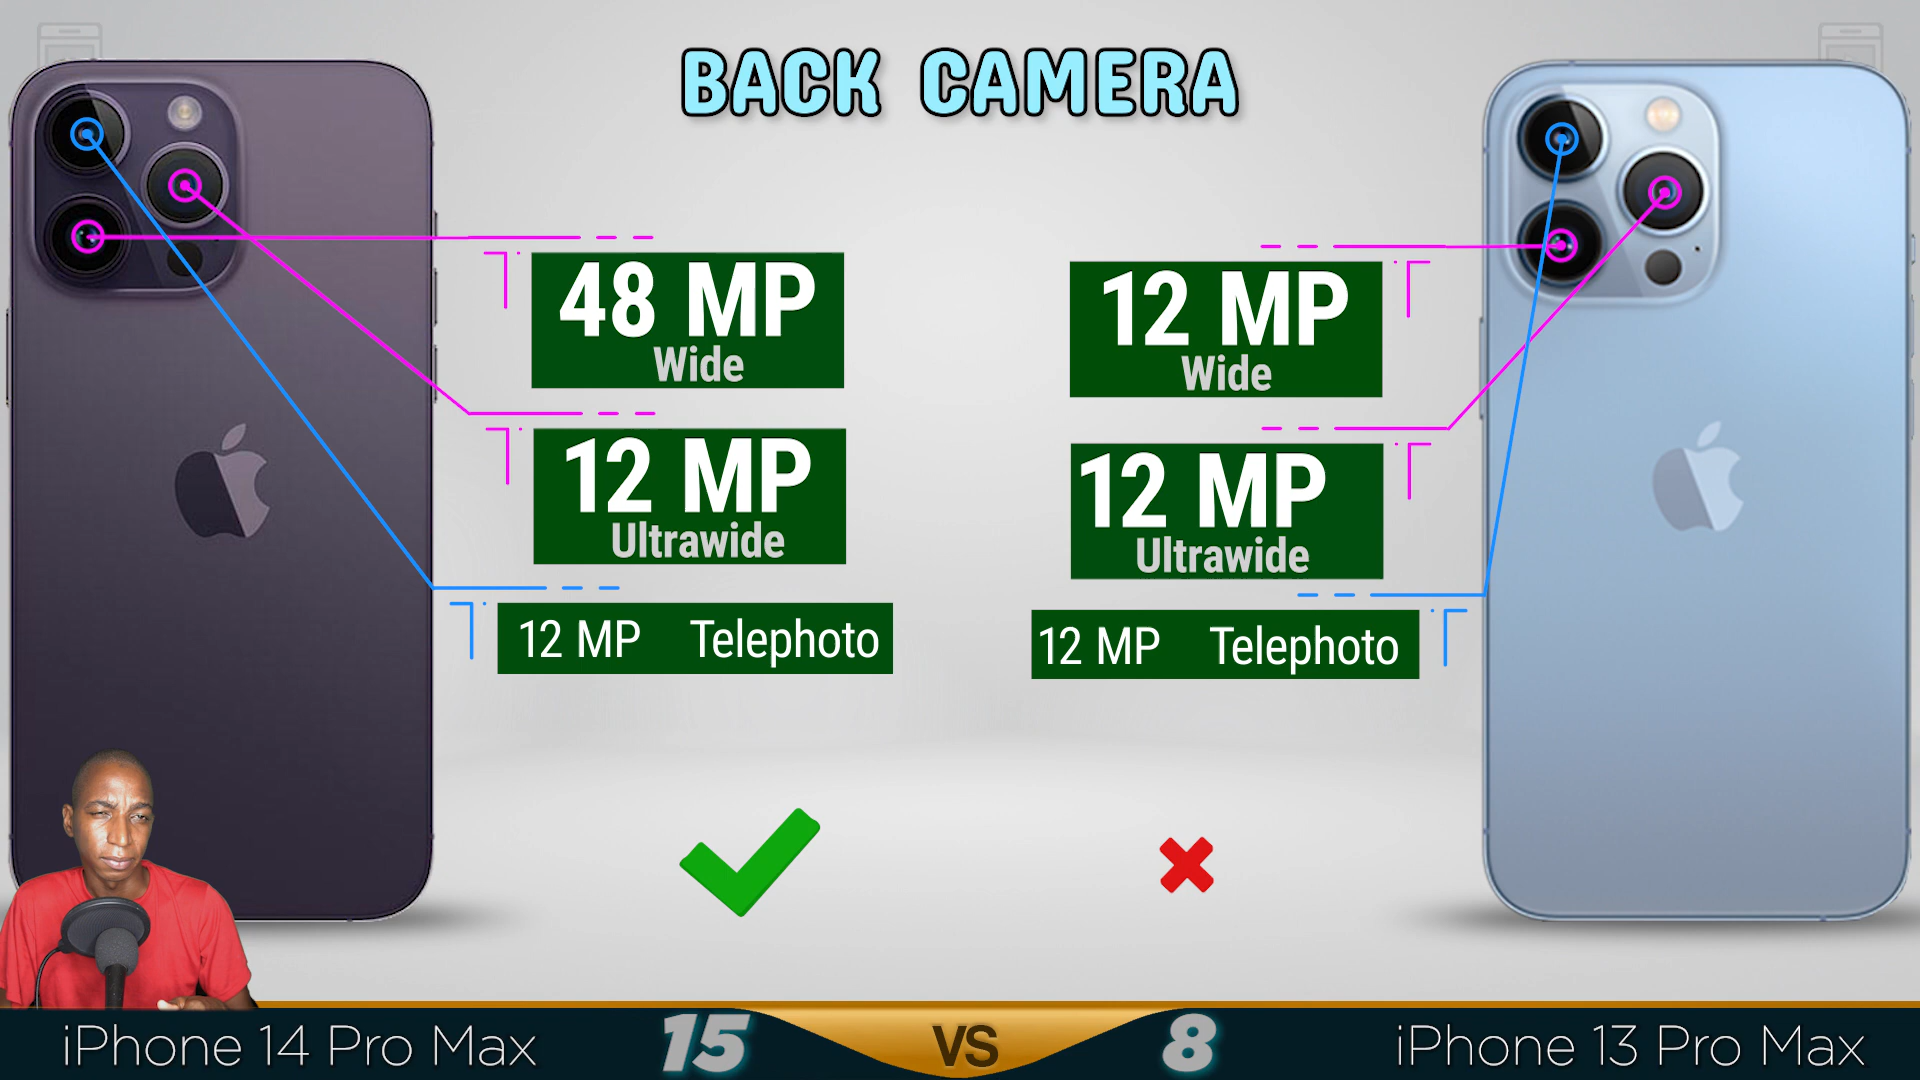 BACK CAMERA
48 MP
Wide
12 MP
Ultrawide
12 MP Telephoto
12 MP
Wide
12 MP
Ultrawide
12 MP Telephoto
iPhone 14 Pro Max 15 VS 8 iPhone 13 Pro Max